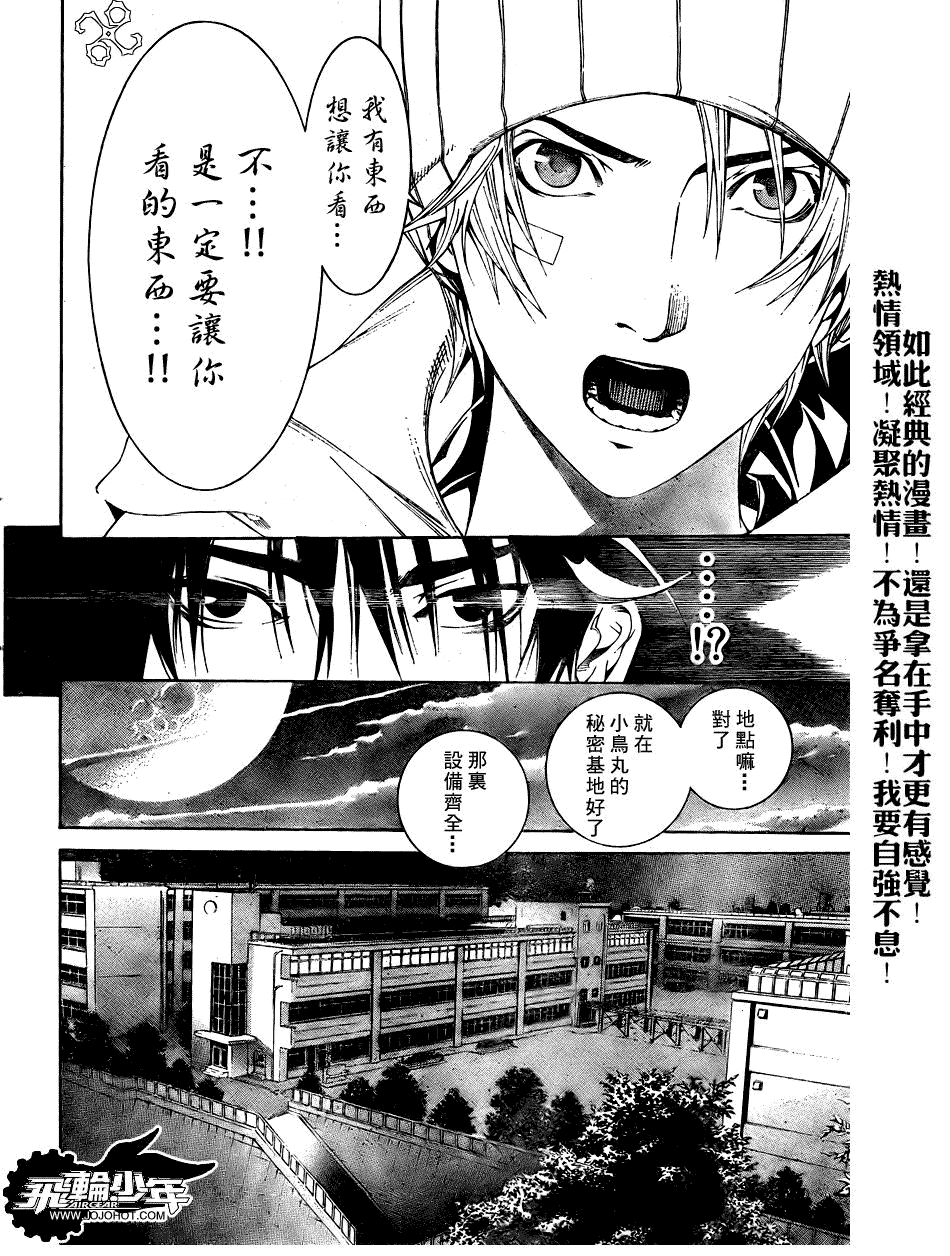 我有東西
想讓你看…
不…!!
是一定要讓你
看的東西…!!
……!?
地點嘛…
對了
就在
小烏丸的
秘密基地好了
那裏
設備齊全…
如此經典的漫畫！還是拿在手中才更有感覺！
熱情領域！凝聚熱情！不為爭名奪利！我要自強不息！
飛輪少年
AIRGEAR
WWW.JOJOHOT.COM